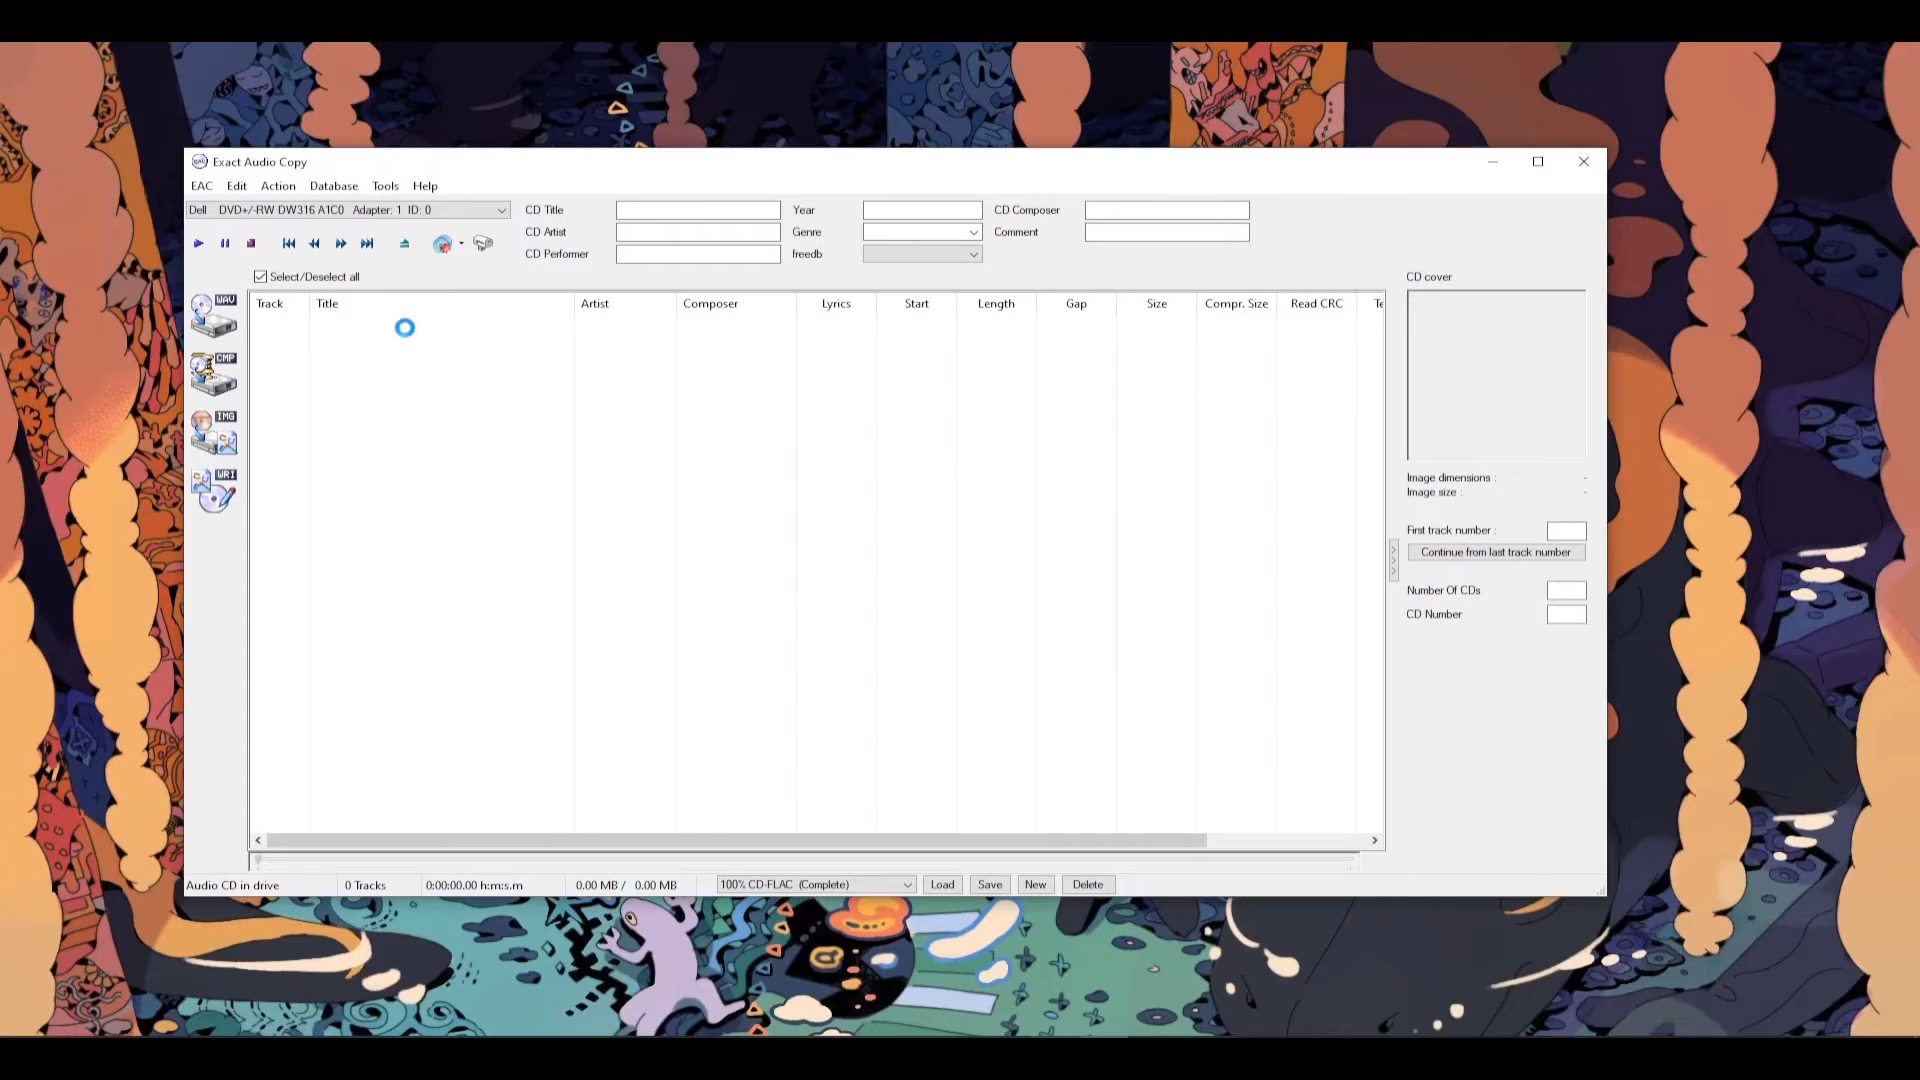 Exact Audio Copy
EAC Edit Action Database Tools Help
Dell DVD+/-RW DW316 A1C0 Adapter: 1 ID: 0
CD Title
Year
CD Composer
CD Artist
Genre
Comment
CD Performer
freedb
Select/Deselect all
CD cover
WAV
Track Title Artist Composer Lyrics Start Length Gap Size Compr. Size Read CRC Te
CMP
IMG
WRI
Image dimensions : -
Image size : -
First track number :
Continue from last track number
Number Of CDs
CD Number
Audio CD in drive 0 Tracks 0:00:00.00 h:m:s.m 0.00 MB / 0.00 MB 100% CD-FLAC (Complete) Load Save New Delete